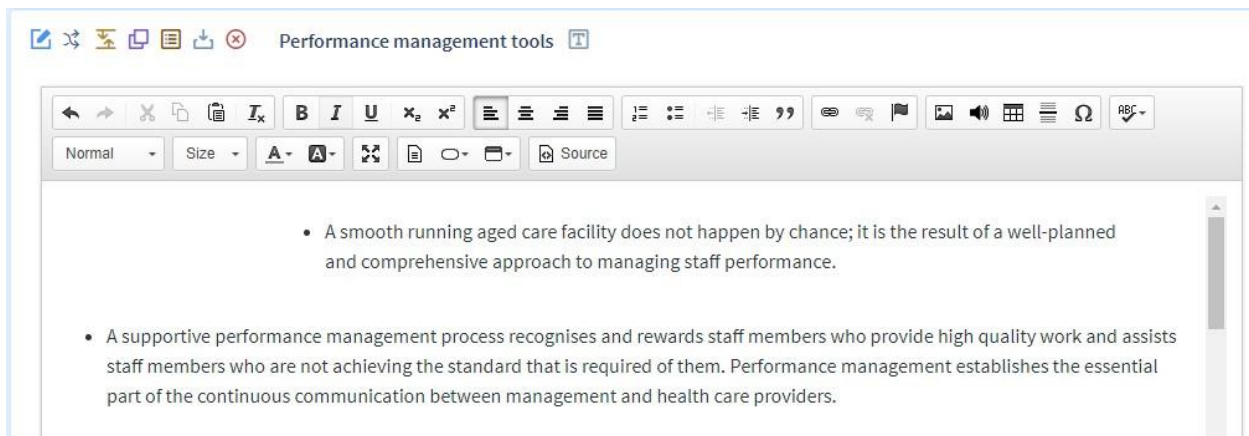 Performance management tools T
B I U x₂ x² ABC
Normal Size A A Source
• A smooth running aged care facility does not happen by chance; it is the result of a well-planned
and comprehensive approach to managing staff performance.
• A supportive performance management process recognises and rewards staff members who provide high quality work and assists
staff members who are not achieving the standard that is required of them. Performance management establishes the essential
part of the continuous communication between management and health care providers.